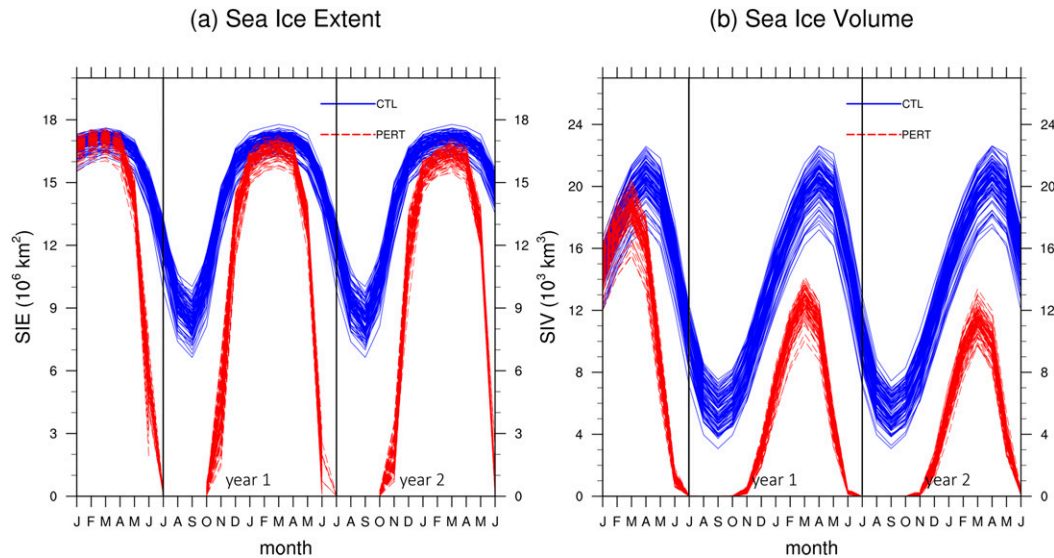 (a) Sea Ice Extent
(b) Sea Ice Volume
J F M A M J J A S O N D J F M A M J J A S O N D J F M A M J
18
15
12
9
6
3
0
18
15
12
9
6
3
0
SIE (10⁶ km²)
CTL
PERT
year 1
year 2
month
24
20
16
12
8
4
0
24
20
16
12
8
4
0
SIV (10³ km³)
CTL
PERT
year 1
year 2
J F M A M J J A S O N D J F M A M J J A S O N D J F M A M J
month